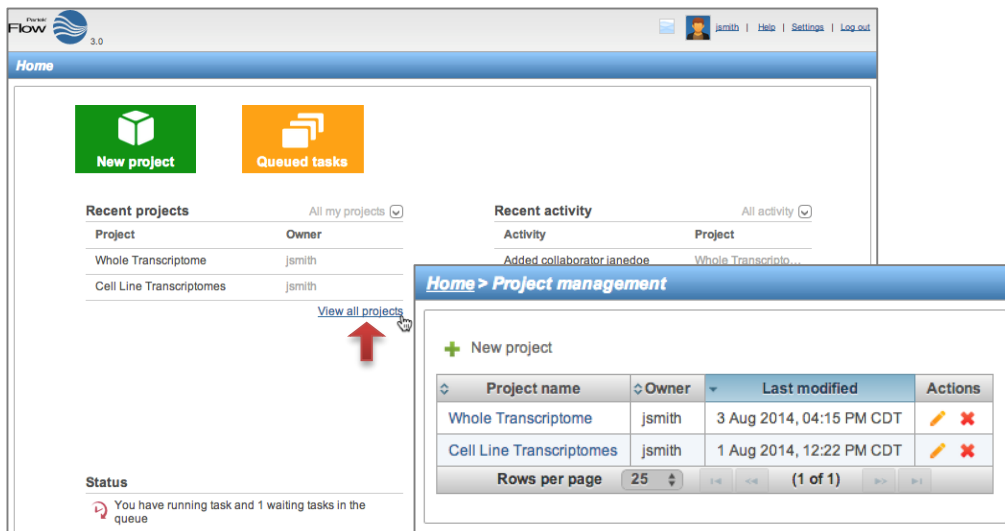 Partek
Flow
3.0
jsmith | Help | Settings | Log out
Home
New project
Queued tasks
Recent projects All my projects
Project Owner
Whole Transcriptome jsmith
Cell Line Transcriptomes jsmith
View all projects
Recent activity All activity
Activity Project
Added collaborator janedoe Whole Transcripto...
Status
You have running task and 1 waiting tasks in the
queue
Home > Project management
New project
Project name Owner Last modified Actions
Whole Transcriptome jsmith 3 Aug 2014, 04:15 PM CDT
Cell Line Transcriptomes jsmith 1 Aug 2014, 12:22 PM CDT
Rows per page 25 (1 of 1)